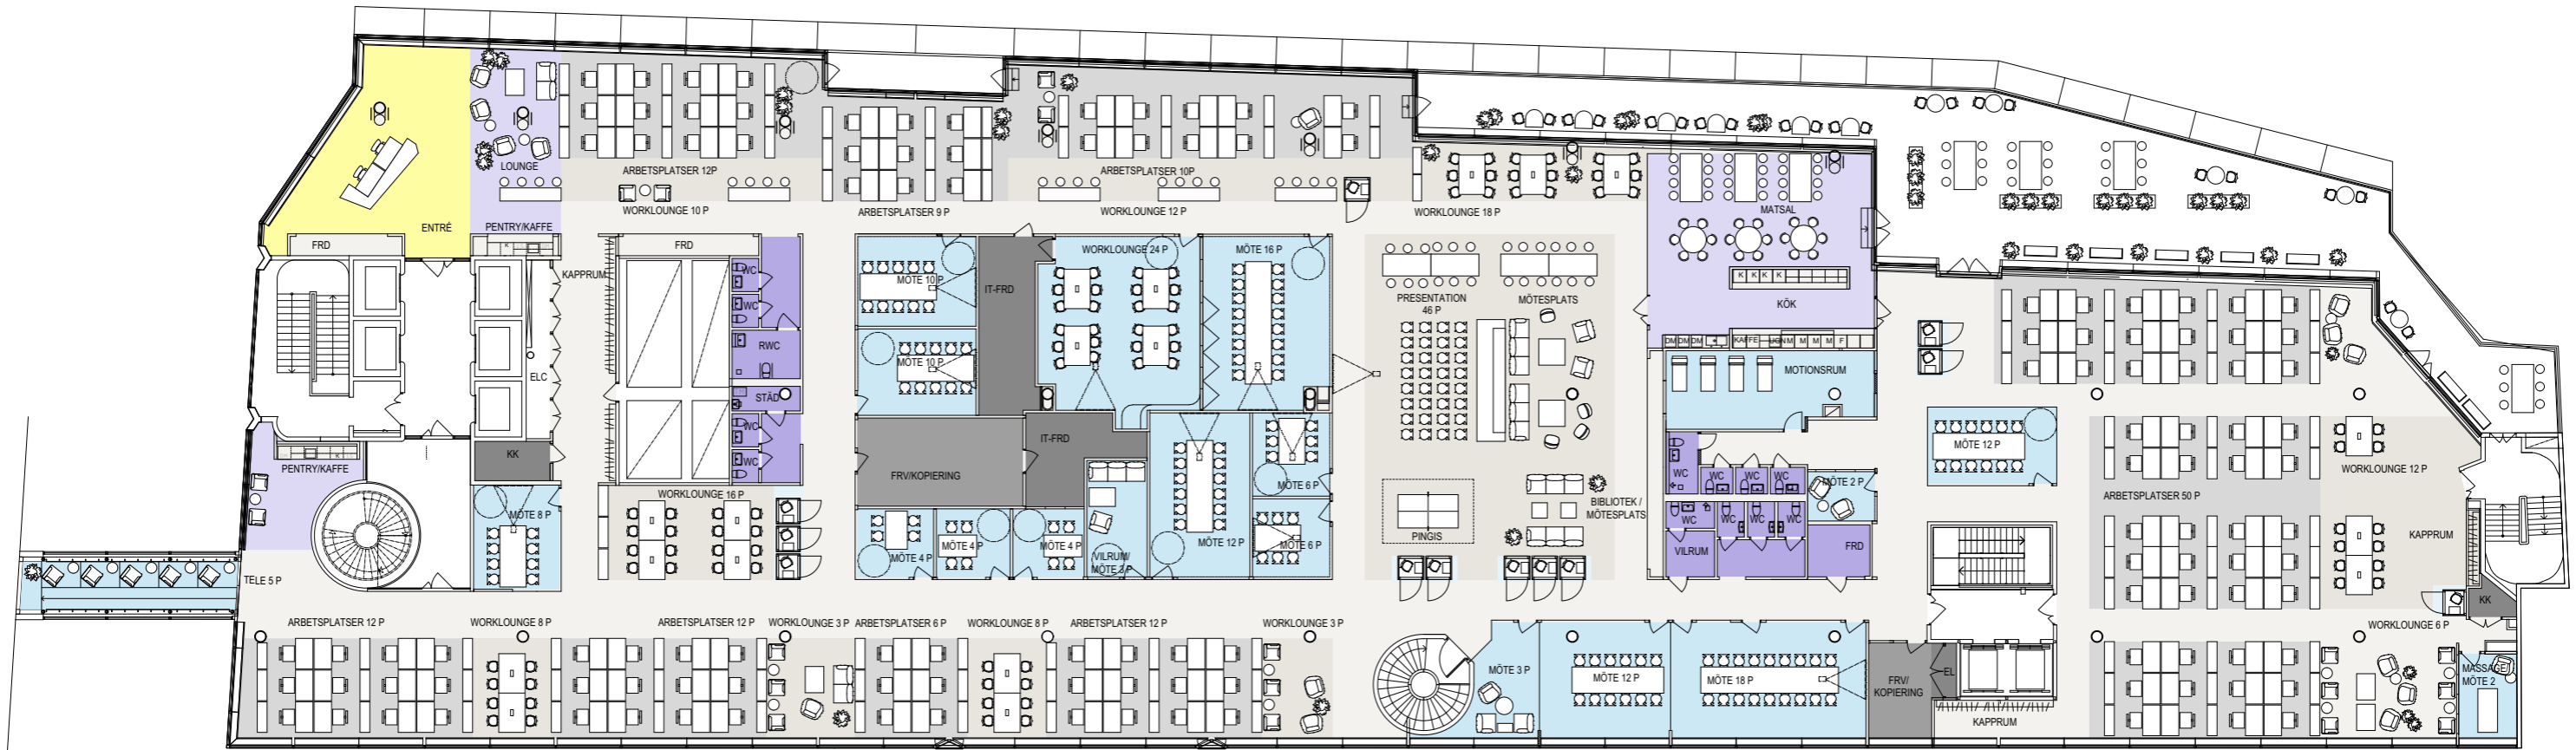 LOUNGE
ARBETSPLATSER 12P
ARBETSPLATSER 10P
WORKLOUNGE 10 P
ARBETSPLATSER 9 P
WORKLOUNGE 12 P
WORKLOUNGE 18 P
MATSAL
ENTRÉ
PENTRY/KAFFE
K
FRD
FRD
KAPPRUM
WC
MÖTE 10 P
IT-FRD
WORKLOUNGE 24 P
MÖTE 16 P
K K K K
PRESENTATION
46 P
MÖTESPLATS
KÖK
WC
RWC
DM DM DM
KAFFE
M M M M F
ELC
MÖTE 10 P
MOTIONSRUM
STÄD
WC
IT-FRD
MÖTE 12 P
KK
PENTRY/KAFFE
K
WC
FRV/KOPIERING
WORKLOUNGE 12 P
WC
WC
WC
WC
MÖTE 2 P
MÖTE 6 P
WORKLOUNGE 16 P
ARBETSPLATSER 50 P
BIBLIOTEK /
MÖTESPLATS
MÖTE 8 P
WC
WC
WC
WC
PINGIS
KAPPRUM
MÖTE 4 P
MÖTE 4 P
MÖTE 4 P
VILRUM/
MÖTE 3 P
MÖTE 12 P
MÖTE 6 P
VILRUM
FRD
TELE 5 P
KK
ARBETSPLATSER 12 P
WORKLOUNGE 8 P
ARBETSPLATSER 12 P
WORKLOUNGE 3 P
ARBETSPLATSER 6 P
WORKLOUNGE 8 P
ARBETSPLATSER 12 P
WORKLOUNGE 3 P
WORKLOUNGE 6 P
MÖTE 3 P
MÖTE 12 P
MÖTE 18 P
FRV/
KOPIERING
EL
MASSAGE/
MÖTE 2
KAPPRUM